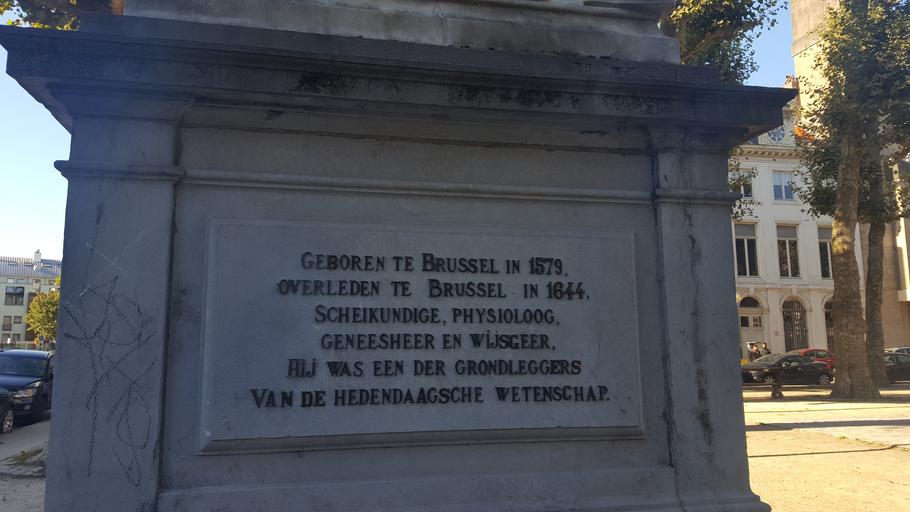 GEBOREN TE BRUSSEL IN 1579,
OVERLEDEN TE BRUSSEL IN 1644,
SCHEIKUNDIGE, PHYSIOLOOG,
GENEESHEER EN WIJSGEER,
HIJ WAS EEN DER GRONDLEGGERS
VAN DE HEDENDAAGSCHE WETENSCHAP.